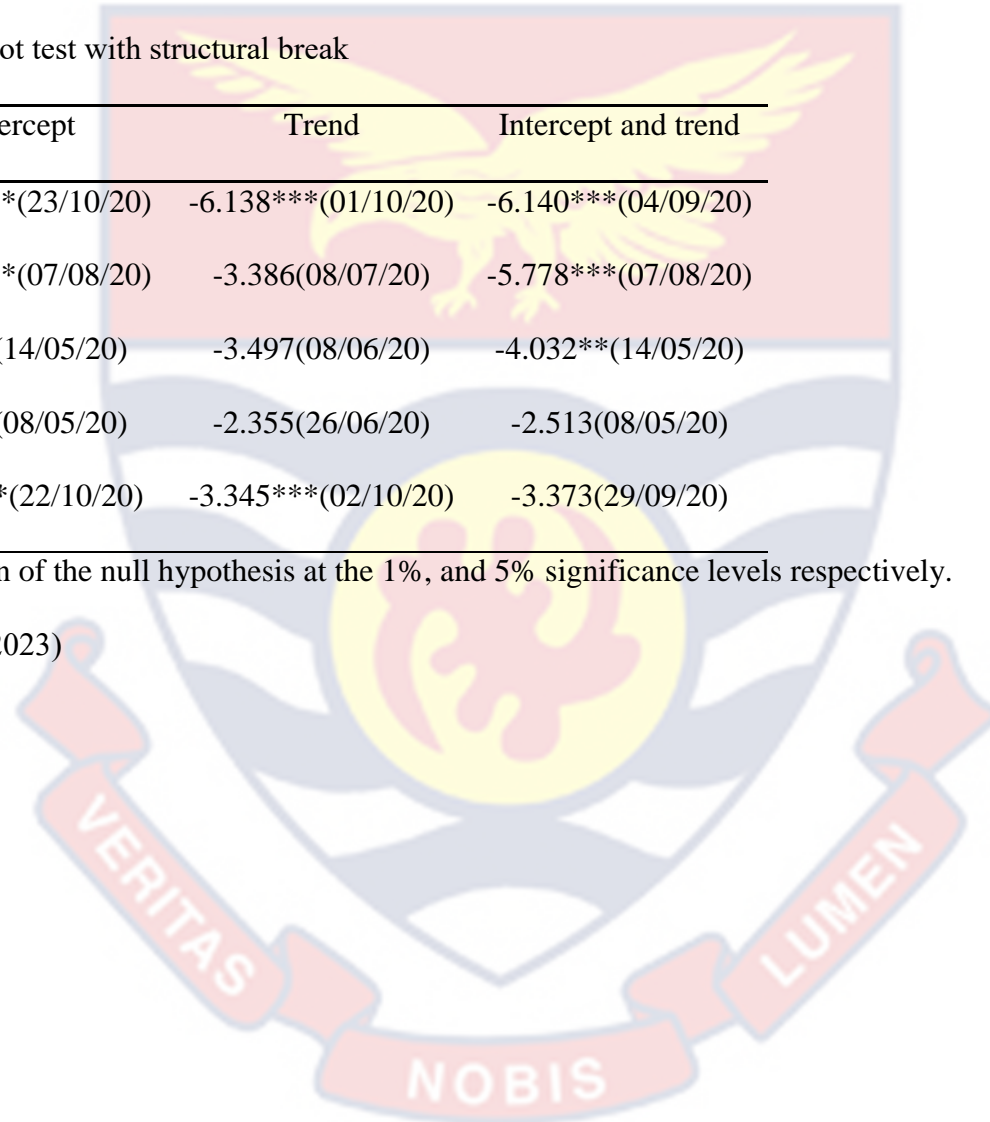 ot test with structural break
ercept Trend Intercept and trend
*(23/10/20) -6.138***(01/10/20) -6.140***(04/09/20)
*(07/08/20) -3.386(08/07/20) -5.778***(07/08/20)
(14/05/20) -3.497(08/06/20) -4.032**(14/05/20)
(08/05/20) -2.355(26/06/20) -2.513(08/05/20)
*(22/10/20) -3.345***(02/10/20) -3.373(29/09/20)
n of the null hypothesis at the 1%, and 5% significance levels respectively.
2023)
VERITAS
NOBIS
LUMEN